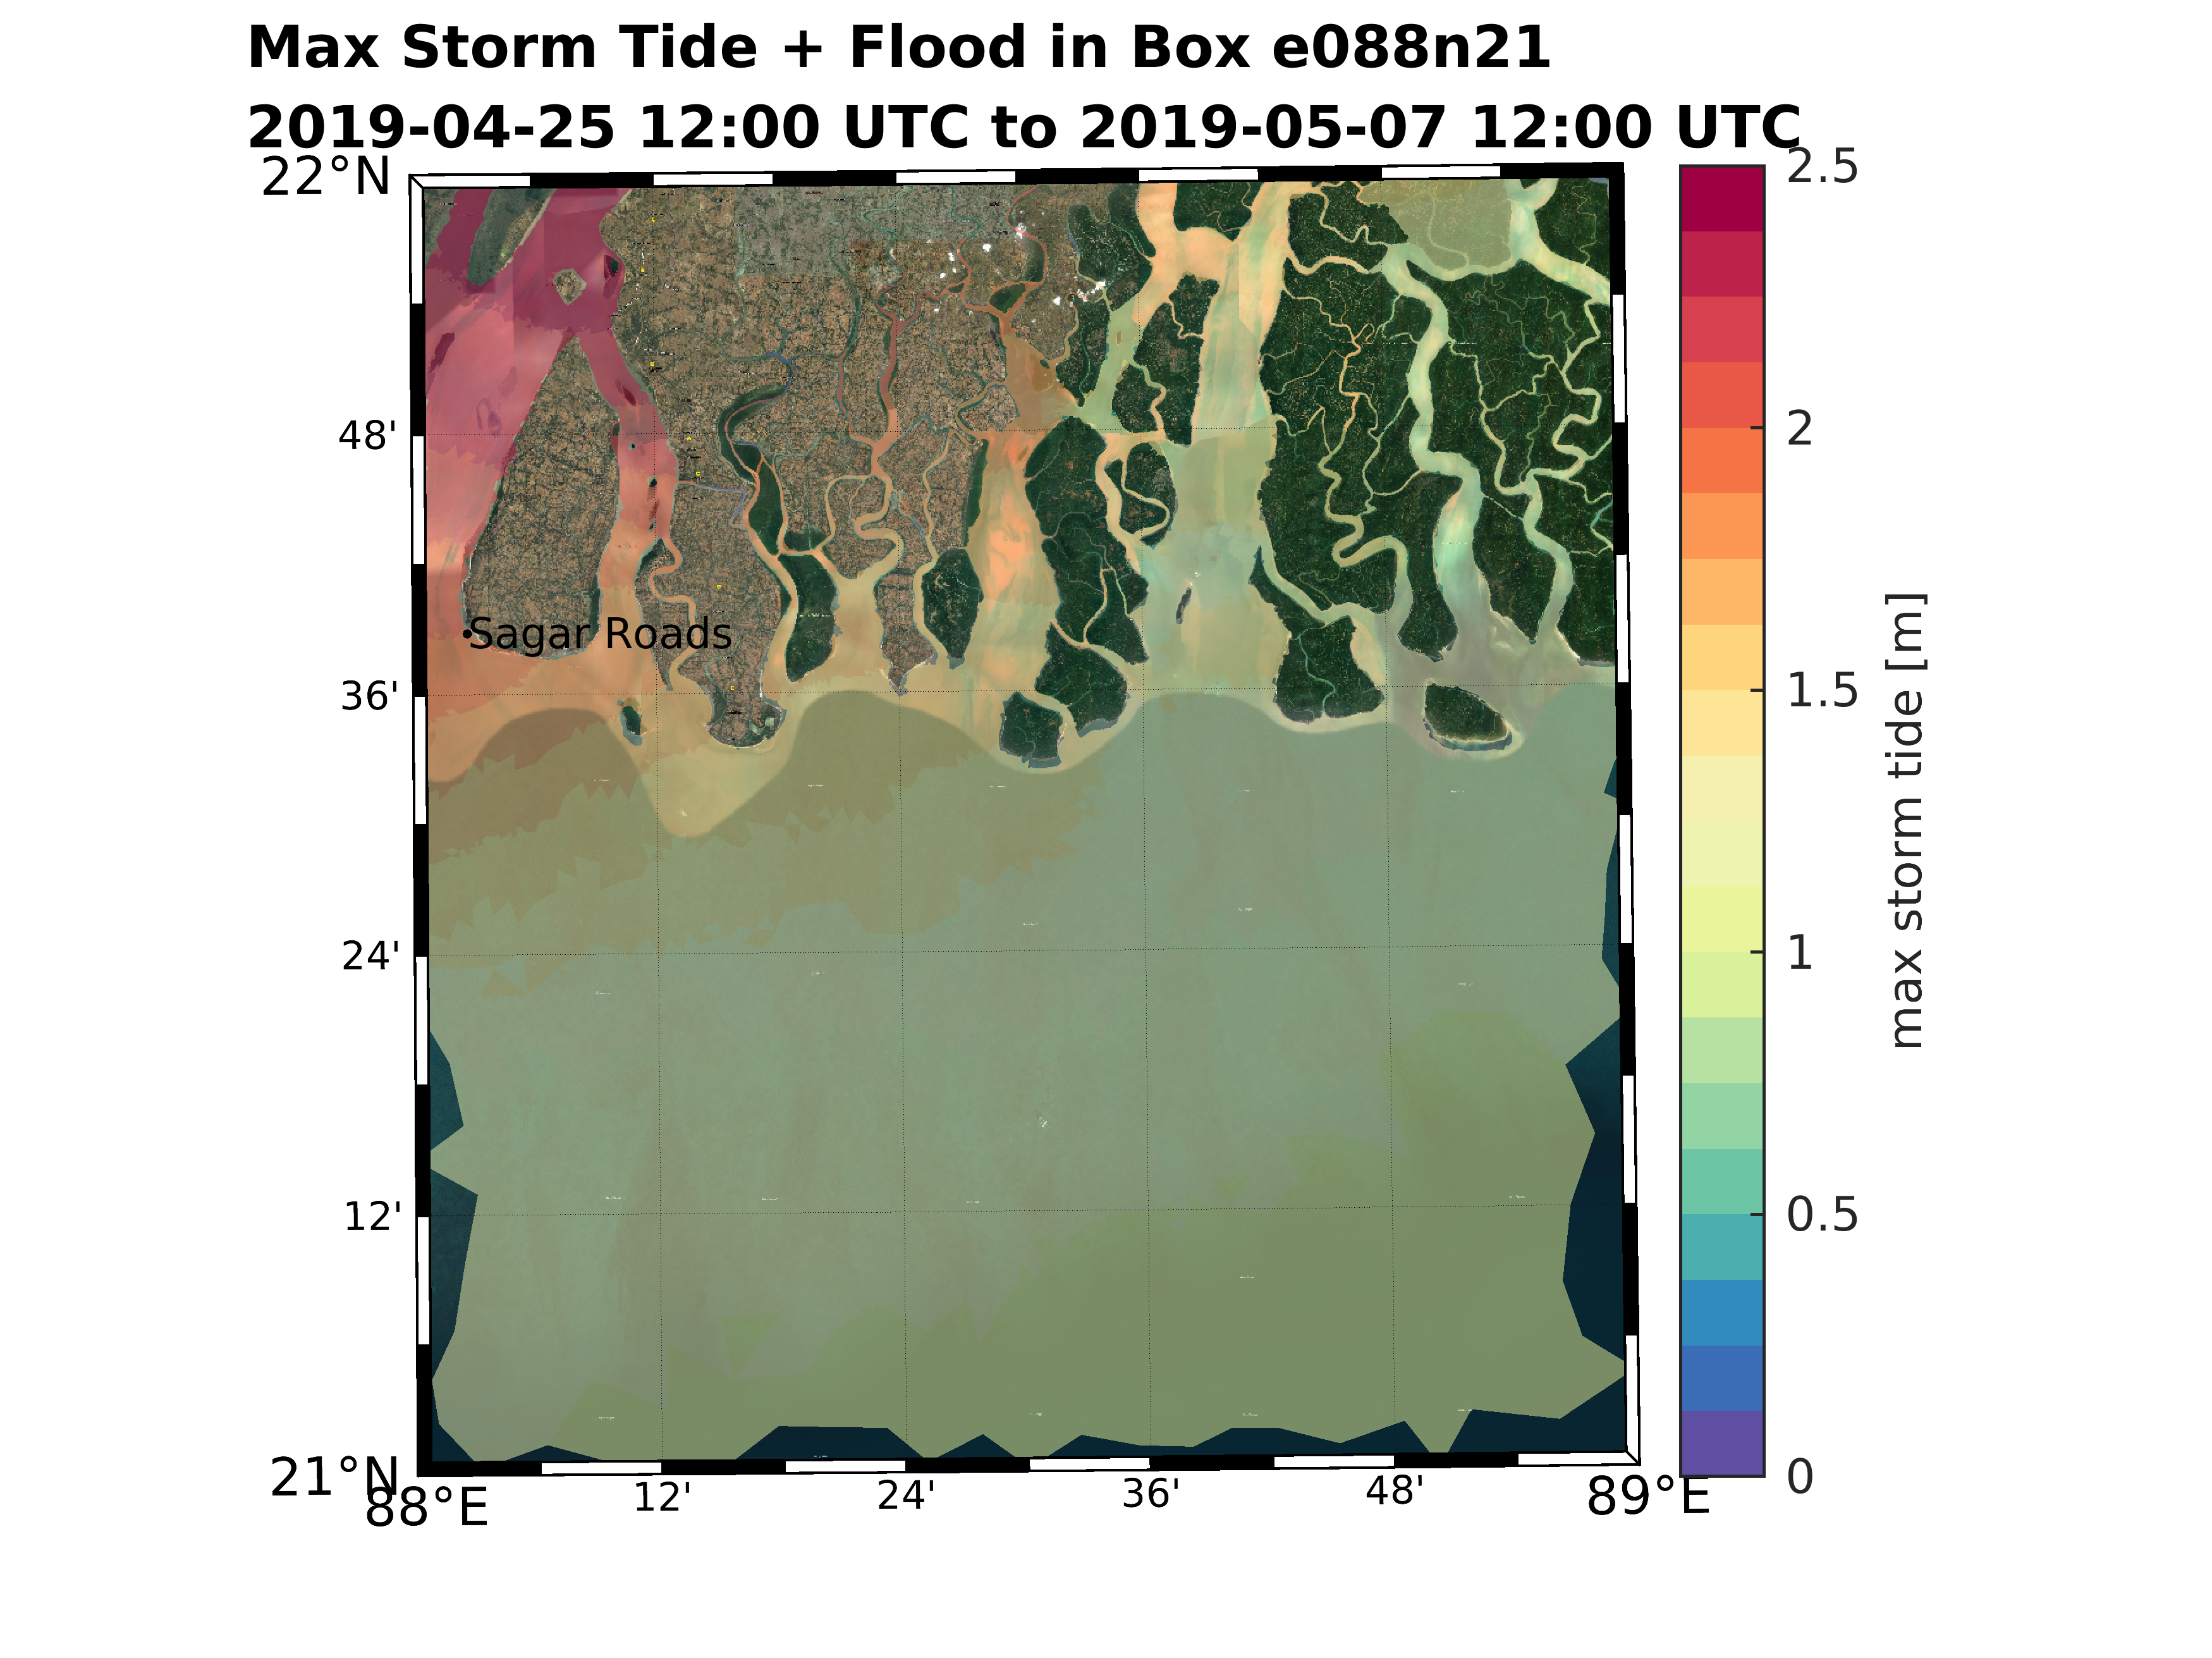 Max Storm Tide + Flood in Box e088n21
2019-04-25 12:00 UTC to 2019-05-07 12:00 UTC
22°N
48'
36'
24'
12'
21°N
88°E
12'
24'
36'
48'
89°E
Sagar Roads
2.5
2
1.5
1
0.5
0
max storm tide [m]